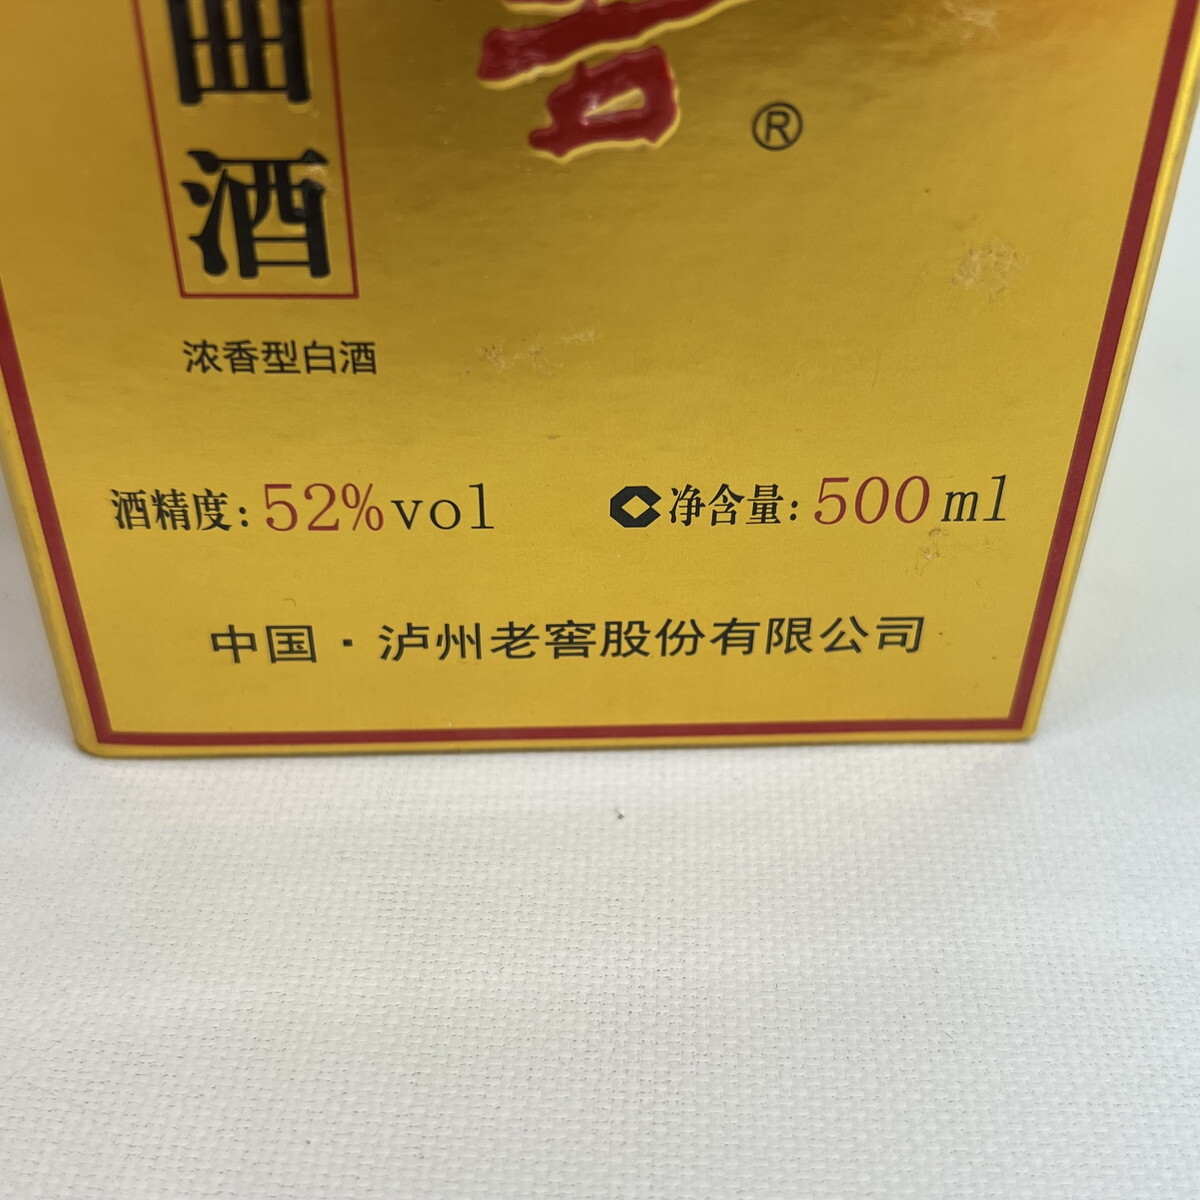 曲酒
窖®
浓香型白酒
酒精度:52%vol
净含量:500ml
中国·泸州老窖股份有限公司